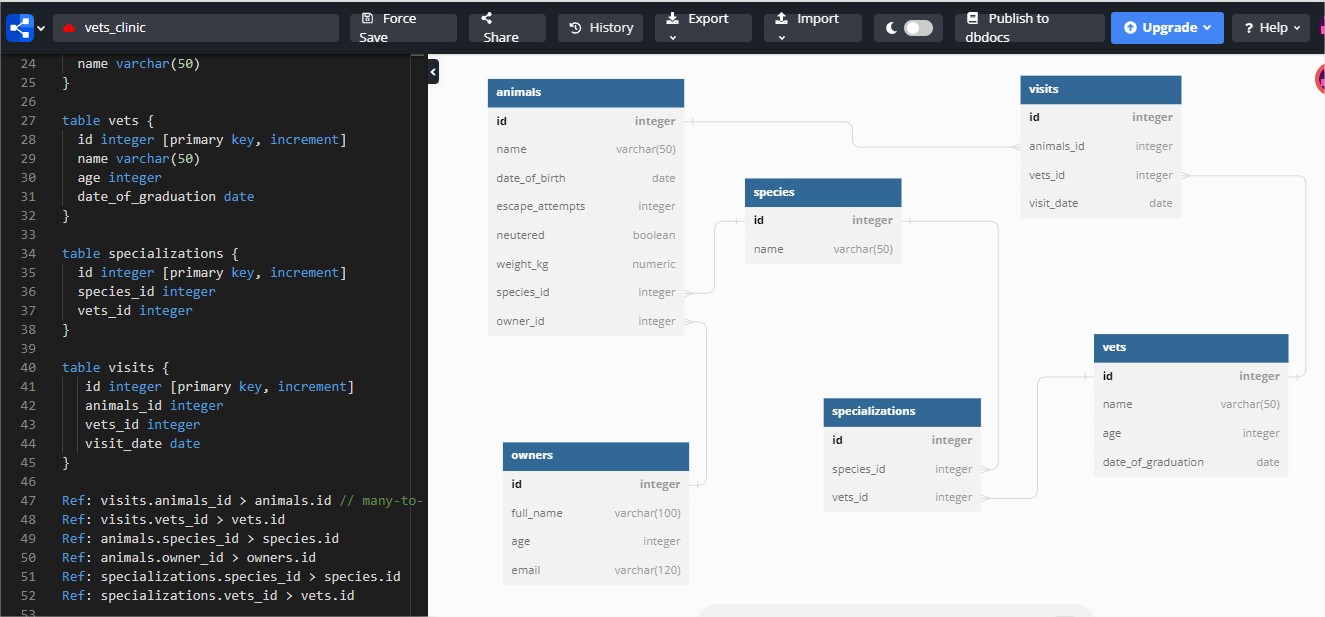 vets_clinic
Force Save
Share
History
Export
Import
Publish to dbdocs
Upgrade
? Help
24 name varchar(50)
25 }
26
27 table vets {
28 id integer [primary key, increment]
29 name varchar(50)
30 age integer
31 date_of_graduation date
32 }
33
34 table specializations {
35 id integer [primary key, increment]
36 species_id integer
37 vets_id integer
38 }
39
40 table visits {
41 id integer [primary key, increment]
42 animals_id integer
43 vets_id integer
44 visit_date date
45 }
46
47 Ref: visits.animals_id > animals.id // many-to-
48 Ref: visits.vets_id > vets.id
49 Ref: animals.species_id > species.id
50 Ref: animals.owner_id > owners.id
51 Ref: specializations.species_id > species.id
52 Ref: specializations.vets_id > vets.id
53
animals
id integer
name varchar(50)
date_of_birth date
escape_attempts integer
neutered boolean
weight_kg numeric
species_id integer
owner_id integer
species
id integer
name varchar(50)
visits
id integer
animals_id integer
vets_id integer
visit_date date
owners
id integer
full_name varchar(100)
age integer
email varchar(120)
specializations
id integer
species_id integer
vets_id integer
vets
id integer
name varchar(50)
age integer
date_of_graduation date